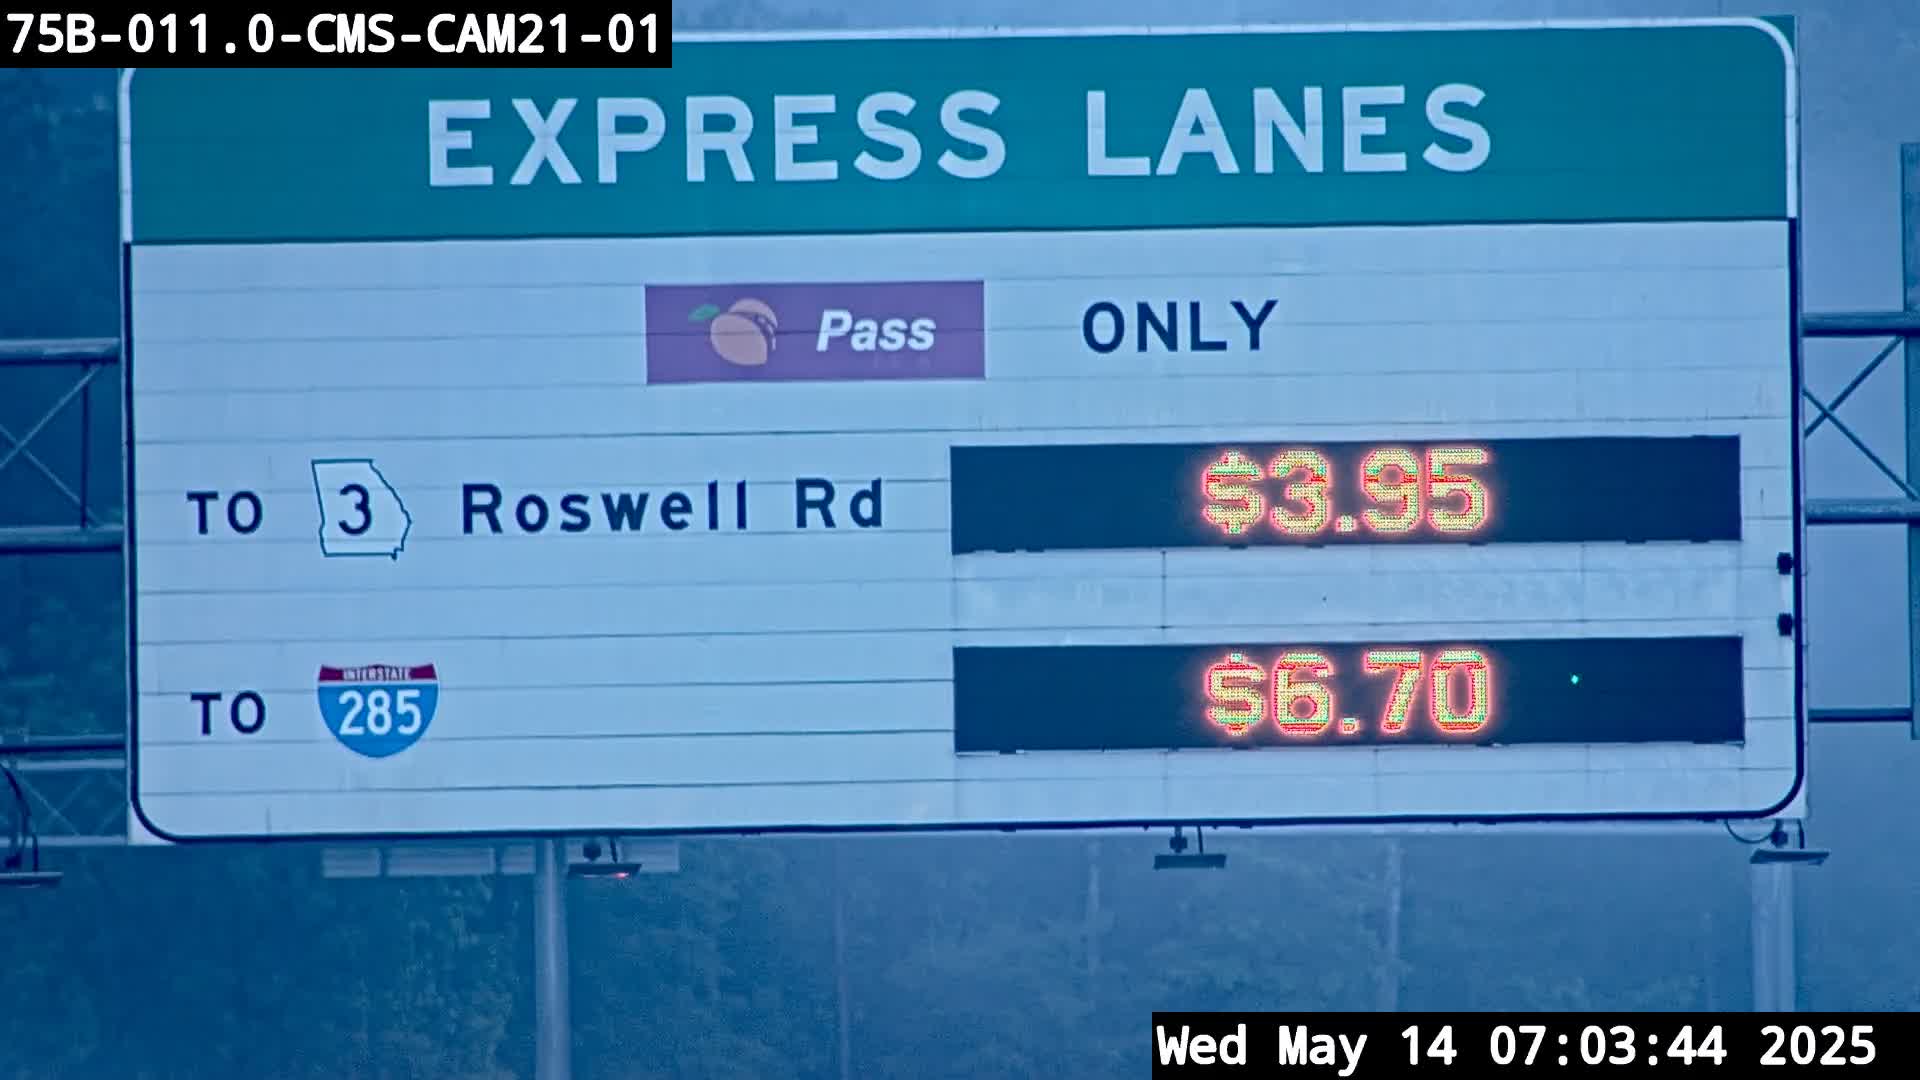 75B-011.0-CMS-CAM21-01
EXPRESS LANES
Pass ONLY
TO 3 Roswell Rd $3.95
TO INTERSTATE 285 $6.70
Wed May 14 07:03:44 2025